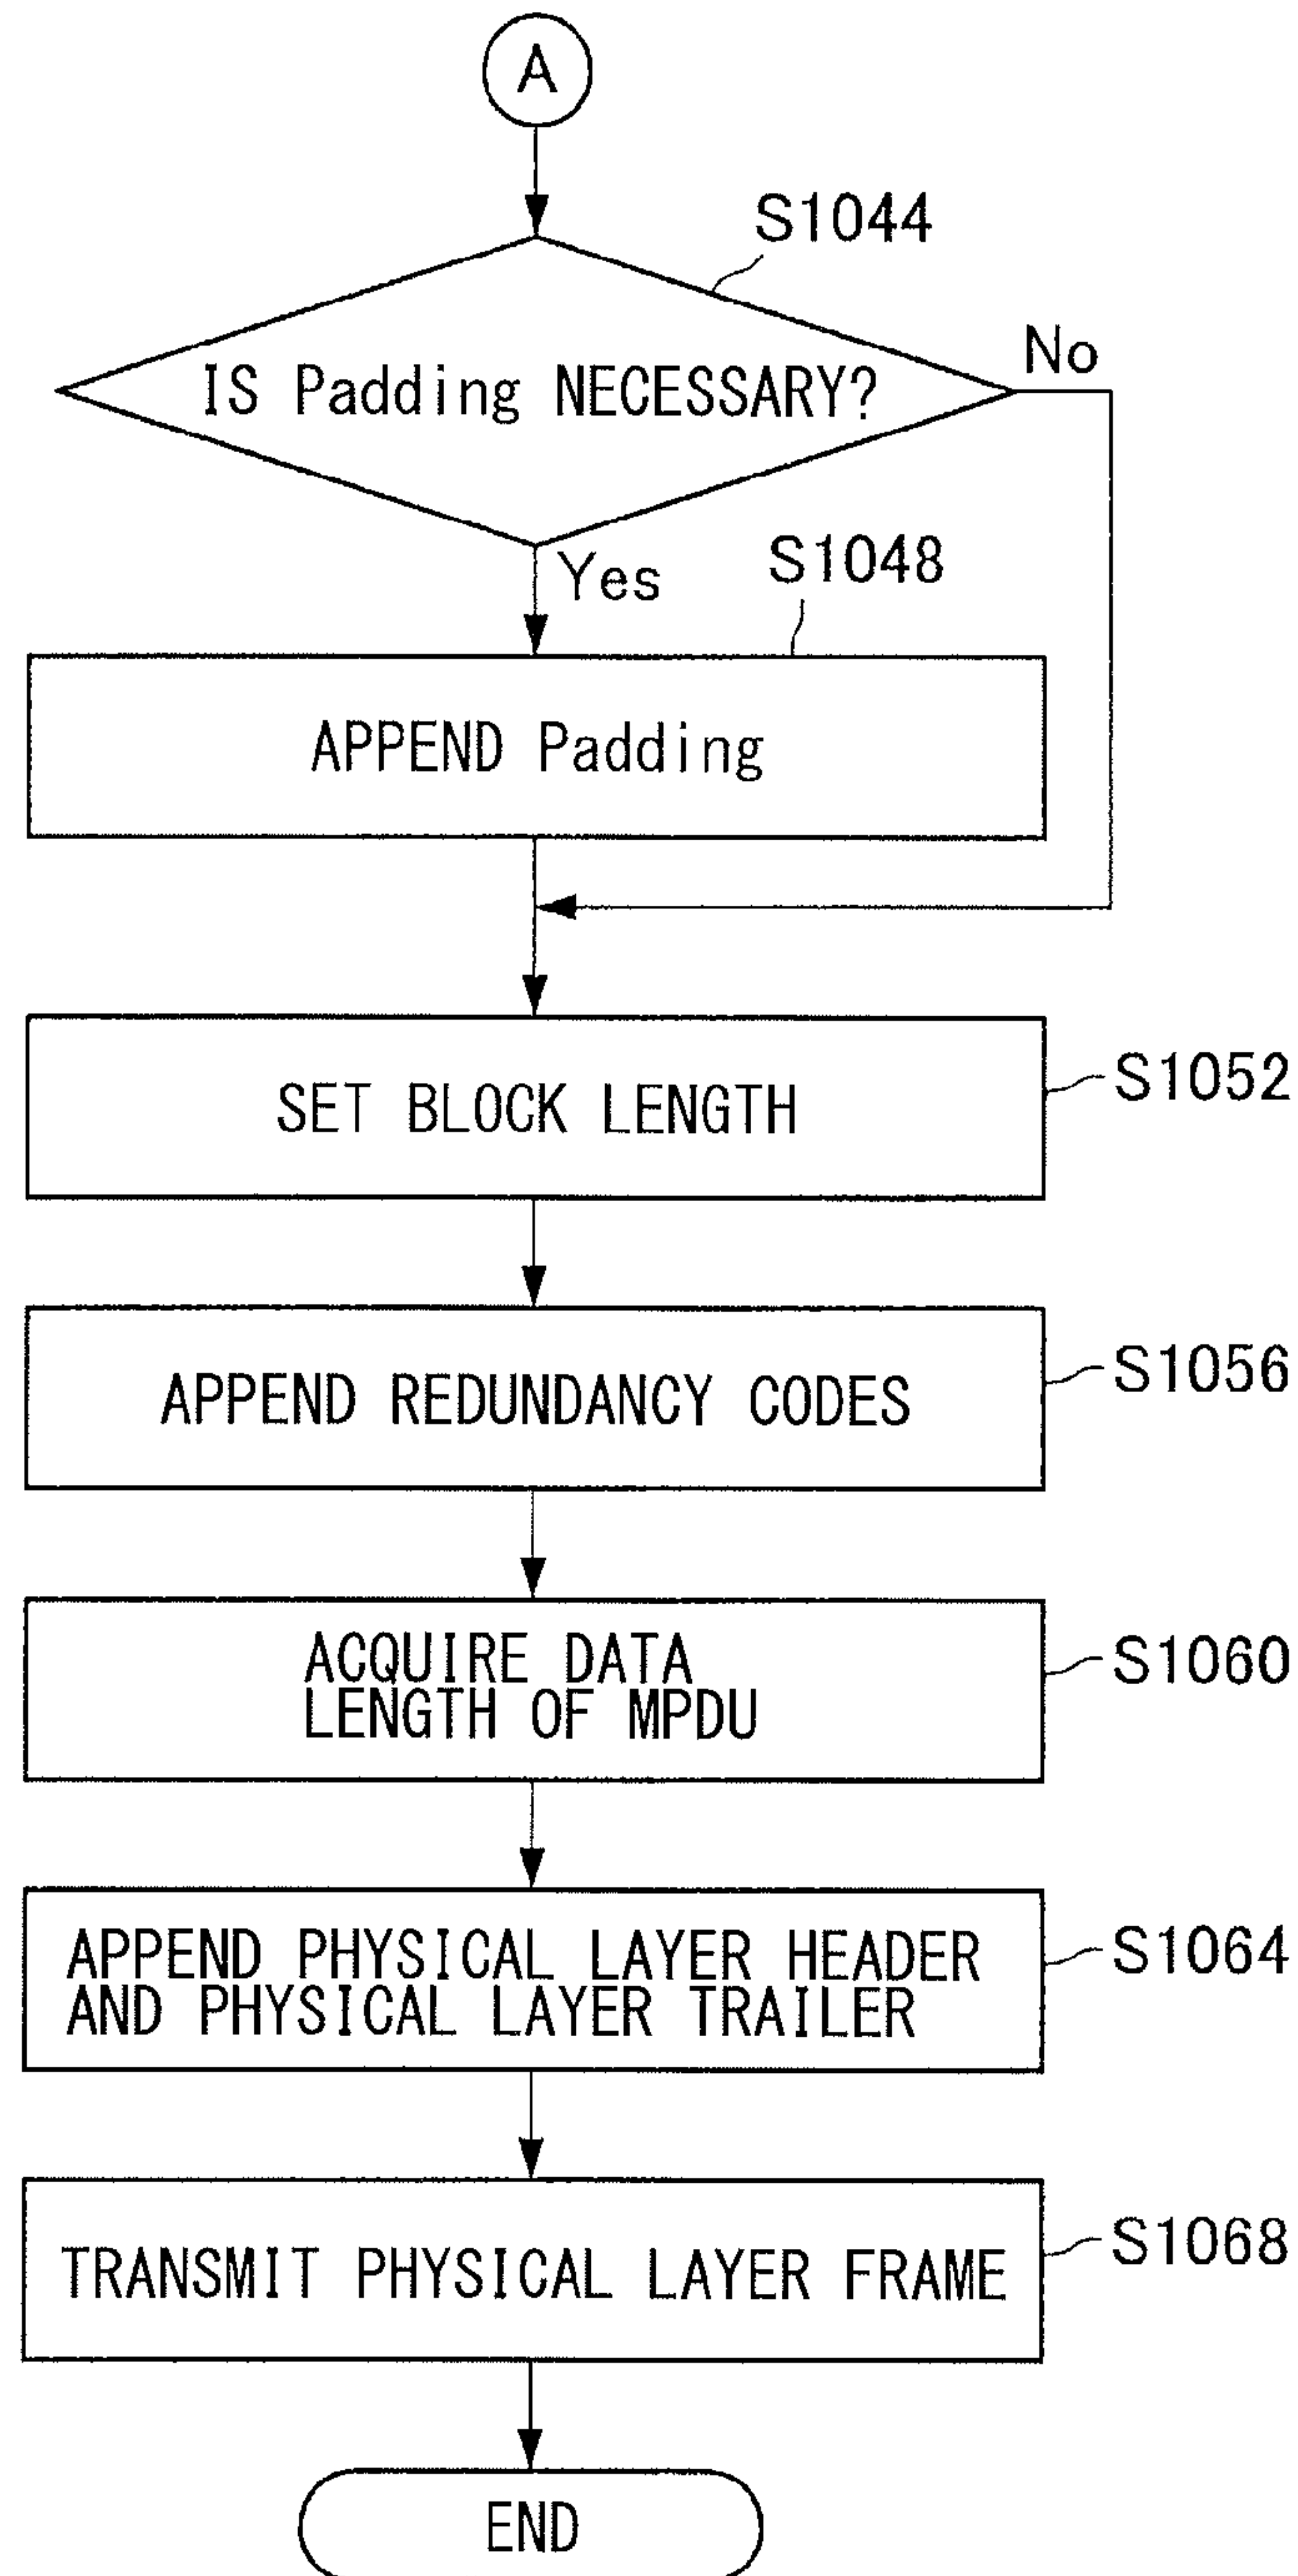 A
S1044
IS Padding NECESSARY?
No
Yes
S1048
APPEND Padding
SET BLOCK LENGTH
S1052
APPEND REDUNDANCY CODES
S1056
ACQUIRE DATA
LENGTH OF MPDU
S1060
APPEND PHYSICAL LAYER HEADER
AND PHYSICAL LAYER TRAILER
S1064
TRANSMIT PHYSICAL LAYER FRAME
S1068
END